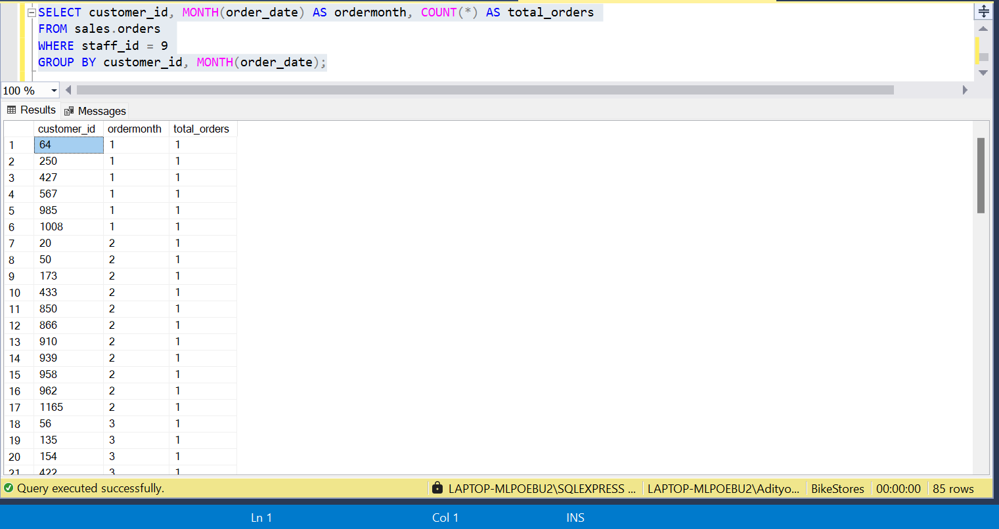 SELECT customer_id, MONTH(order_date) AS ordermonth, COUNT(*) AS total_orders
FROM sales.orders
WHERE staff_id = 9
GROUP BY customer_id, MONTH(order_date);
100 %
Results Messages
customer_id ordermonth total_orders
1 64 1 1
2 250 1 1
3 427 1 1
4 567 1 1
5 985 1 1
6 1008 1 1
7 20 2 1
8 50 2 1
9 173 2 1
10 433 2 1
11 850 2 1
12 866 2 1
13 910 2 1
14 939 2 1
15 958 2 1
16 962 2 1
17 1165 2 1
18 56 3 1
19 135 3 1
20 154 3 1
21 422 3 1
Query executed successfully. LAPTOP-MLPOEBU2\SQLEXPRESS ... LAPTOP-MLPOEBU2\Adityo... BikeStores 00:00:00 85 rows
Ln 1 Col 1 INS